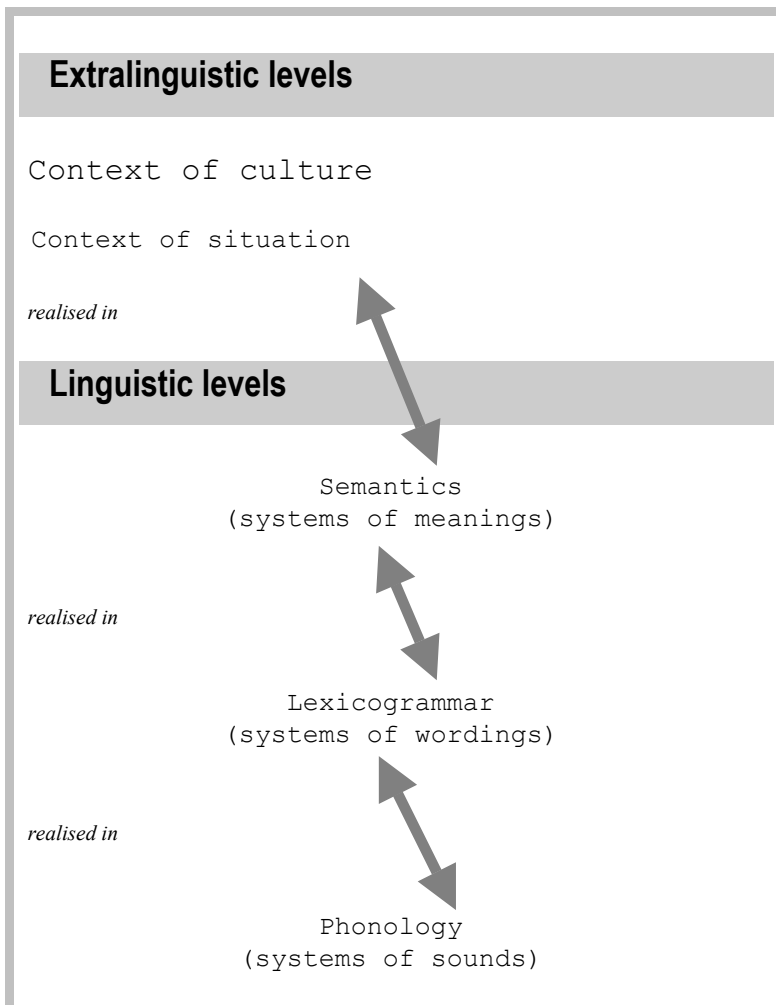 Extralinguistic levels
Context of culture
Context of situation
realised in
Linguistic levels
Semantics
(systems of meanings)
realised in
Lexicogrammar
(systems of wordings)
realised in
Phonology
(systems of sounds)